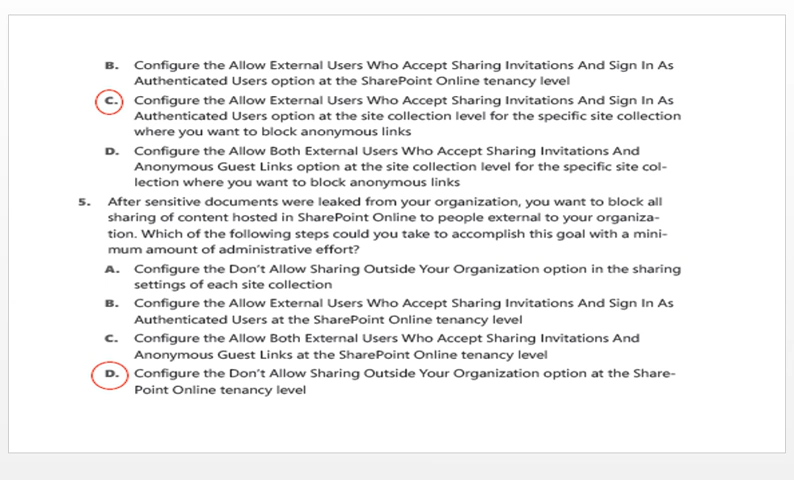 B. Configure the Allow External Users Who Accept Sharing Invitations And Sign In As
Authenticated Users option at the SharePoint Online tenancy level
C. Configure the Allow External Users Who Accept Sharing Invitations And Sign In As
Authenticated Users option at the site collection level for the specific site collection
where you want to block anonymous links
D. Configure the Allow Both External Users Who Accept Sharing Invitations And
Anonymous Guest Links option at the site collection level for the specific site col-
lection where you want to block anonymous links
5. After sensitive documents were leaked from your organization, you want to block all
sharing of content hosted in SharePoint Online to people external to your organiza-
tion. Which of the following steps could you take to accomplish this goal with a mini-
mum amount of administrative effort?
A. Configure the Don't Allow Sharing Outside Your Organization option in the sharing
settings of each site collection
B. Configure the Allow External Users Who Accept Sharing Invitations And Sign In As
Authenticated Users at the SharePoint Online tenancy level
C. Configure the Allow Both External Users Who Accept Sharing Invitations And
Anonymous Guest Links at the SharePoint Online tenancy level
D. Configure the Don't Allow Sharing Outside Your Organization option at the Share-
Point Online tenancy level